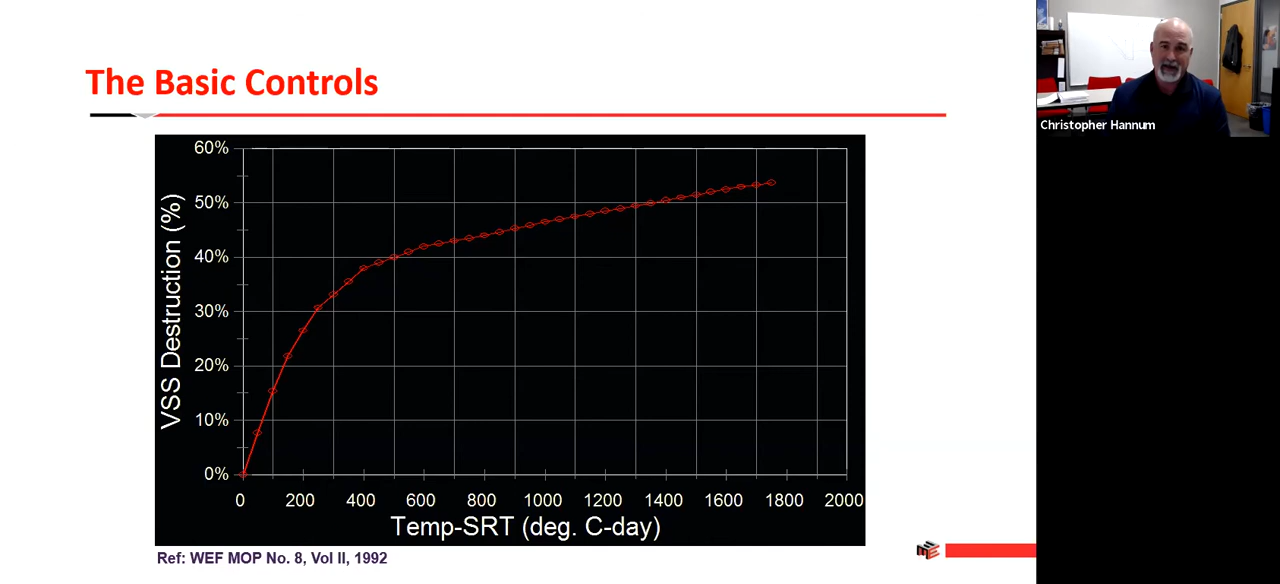 The Basic Controls
Christopher Hannum
60%
50%
40%
30%
20%
10%
0%
VSS Destruction (%)
0 200 400 600 800 1000 1200 1400 1600 1800 2000
Temp-SRT (deg. C-day)
Ref: WEF MOP No. 8, Vol II, 1992